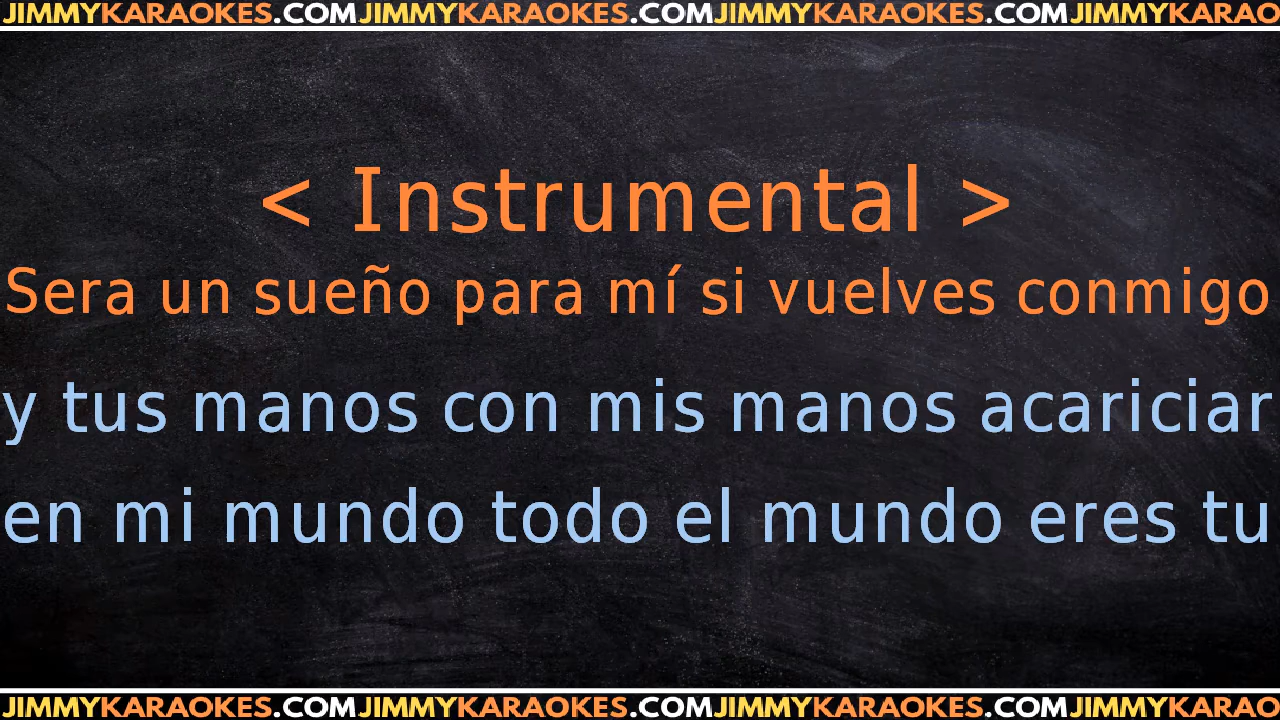 JIMMYKARAOKES.COMJIMMYKARAOKES.COMJIMMYKARAOKES.COMJIMMYKARAO
< Instrumental >
Sera un sueño para mí si vuelves conmigo
y tus manos con mis manos acariciar
en mi mundo todo el mundo eres tu
JIMMYKARAOKES.COMJIMMYKARAOKES.COMJIMMYKARAOKES.COMJIMMYKARAO